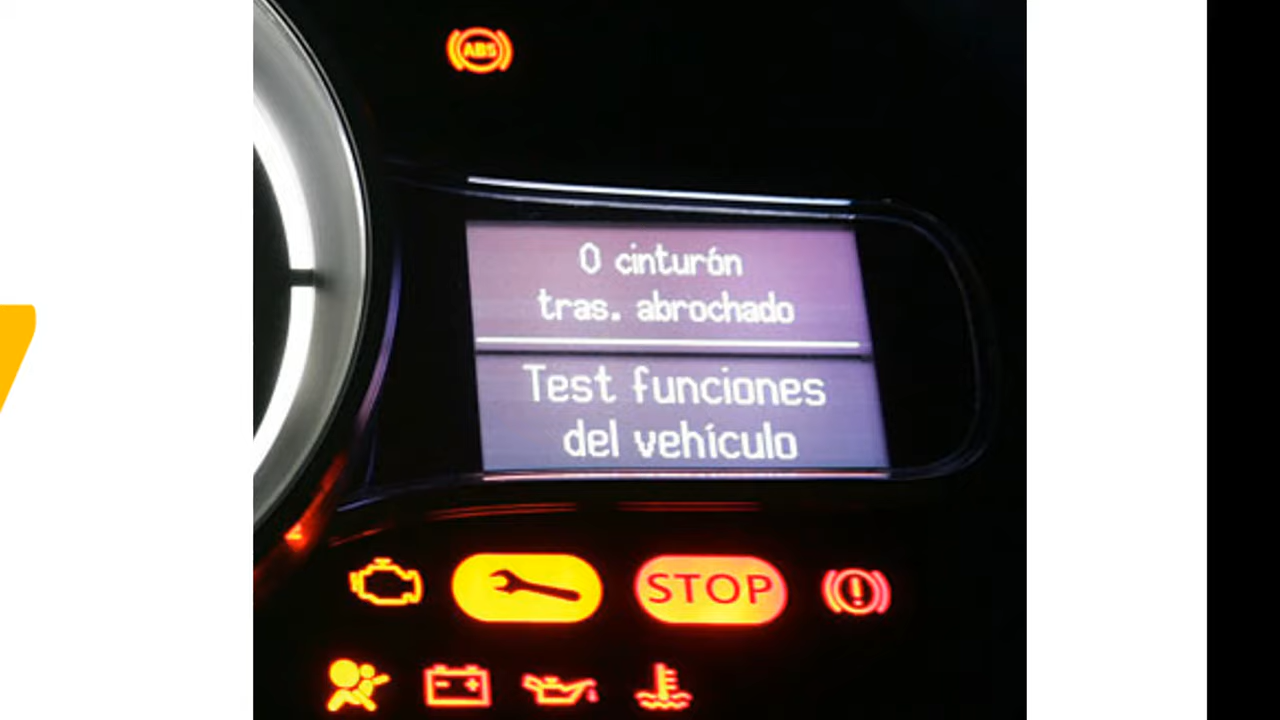 ABS
0 cinturón
tras. abrochado
Test funciones
del vehículo
STOP